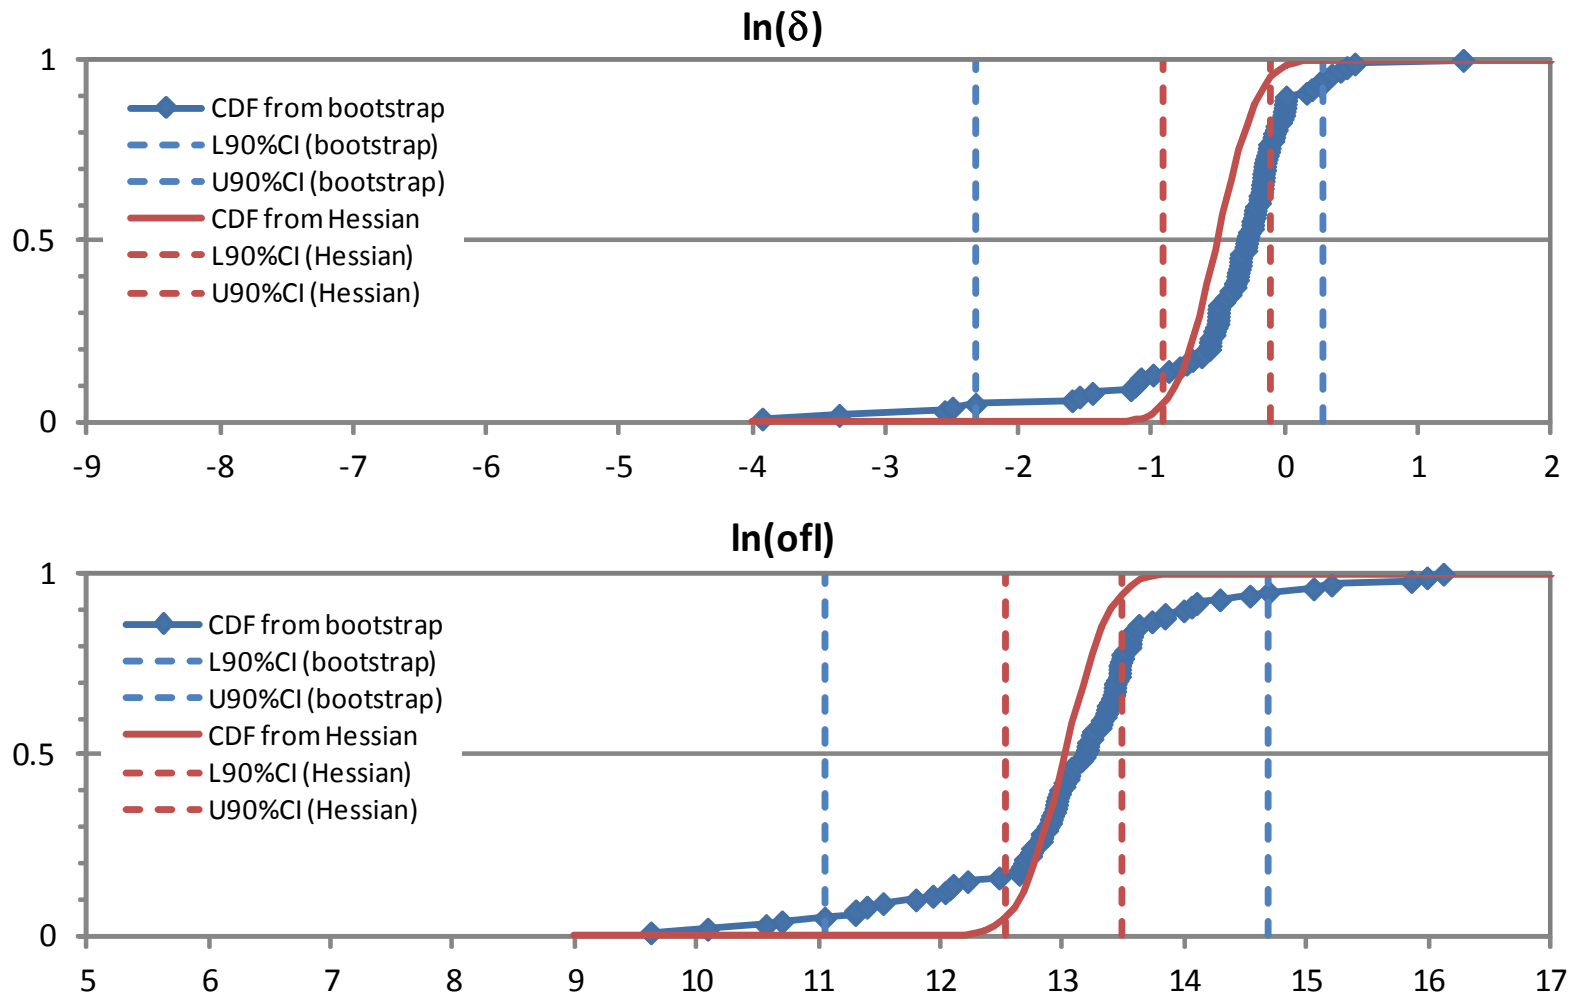 ln(δ)
1
0.5
0
CDF from bootstrap
L90%CI (bootstrap)
U90%CI (bootstrap)
CDF from Hessian
L90%CI (Hessian)
U90%CI (Hessian)
-9 -8 -7 -6 -5 -4 -3 -2 -1 0 1 2
ln(ofl)
1
0.5
0
CDF from bootstrap
L90%CI (bootstrap)
U90%CI (bootstrap)
CDF from Hessian
L90%CI (Hessian)
U90%CI (Hessian)
5 6 7 8 9 10 11 12 13 14 15 16 17